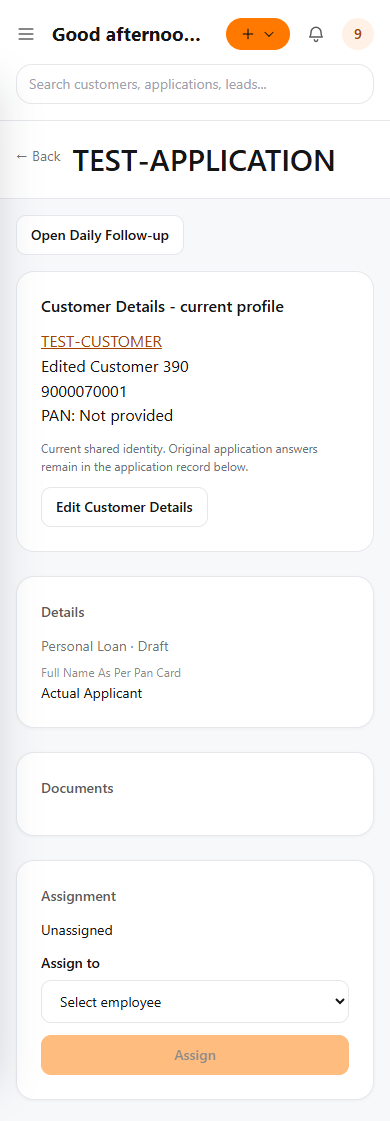 Good afternoo...
9
Search customers, applications, leads...
← Back
TEST-APPLICATION
Open Daily Follow-up
Customer Details - current profile
TEST-CUSTOMER
Edited Customer 390
9000070001
PAN: Not provided
Current shared identity. Original application answers
remain in the application record below.
Edit Customer Details
Details
Personal Loan · Draft
Full Name As Per Pan Card
Actual Applicant
Documents
Assignment
Unassigned
Assign to
Select employee
Assign